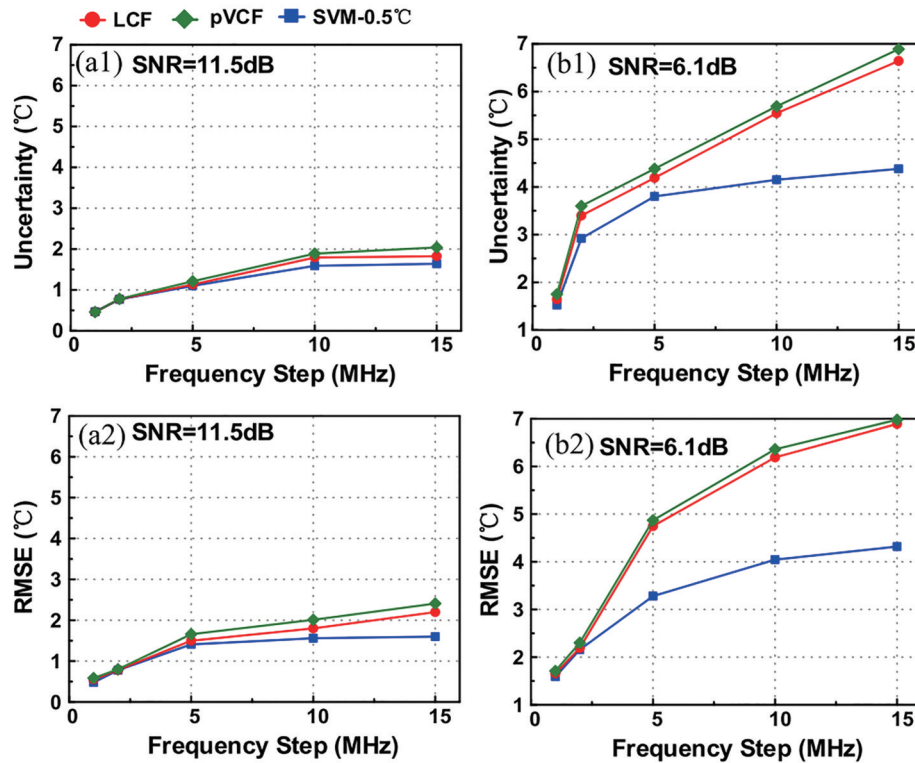 LCF pVCF SVM-0.5℃
(a1) SNR=11.5dB
Uncertainty (℃)
7
6
5
4
3
2
1
0
0 5 10 15
Frequency Step (MHz)
(b1) SNR=6.1dB
Uncertainty (℃)
7
6
5
4
3
2
1
0 5 10 15
Frequency Step (MHz)
(a2) SNR=11.5dB
RMSE (℃)
7
6
5
4
3
2
1
0
0 5 10 15
Frequency Step (MHz)
(b2) SNR=6.1dB
RMSE (℃)
7
6
5
4
3
2
1
0 5 10 15
Frequency Step (MHz)